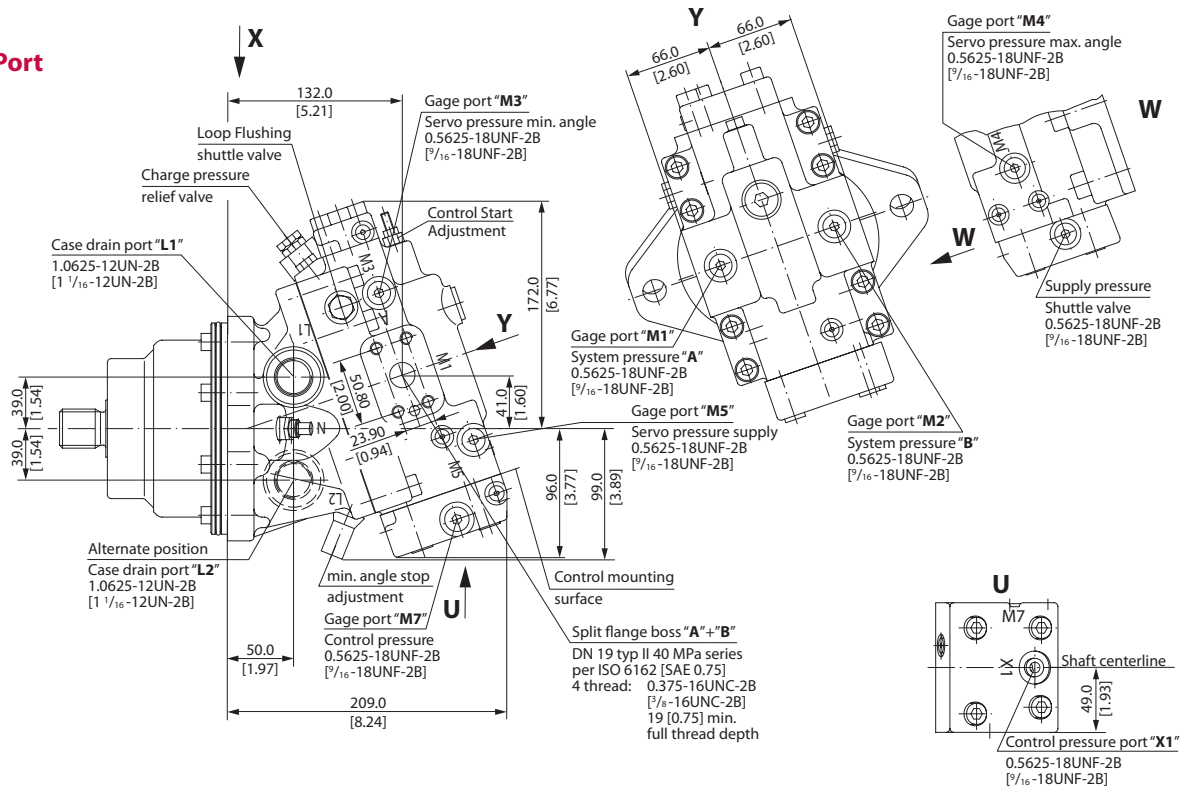 Port
X
132.0
[5.21]
Loop Flushing
shuttle valve
Charge pressure
relief valve
Gage port "M3"
Servo pressure min. angle
0.5625-18UNF-2B
[9/16-18UNF-2B]
Control Start
Adjustment
Case drain port "L1"
1.0625-12UN-2B
[1 1/16-12UN-2B]
172.0
[6.77]
Y
M3
A
L1
M1
50.80
[2.00]
41.0
[1.60]
39.0
[1.54]
39.0
[1.54]
N
23.90
[0.94]
M5
L2
96.0
[3.77]
99.0
[3.89]
Alternate position
Case drain port "L2"
1.0625-12UN-2B
[1 1/16-12UN-2B]
min. angle stop
adjustment
U
Control mounting
surface
Gage port "M7"
Control pressure
0.5625-18UNF-2B
[9/16-18UNF-2B]
50.0
[1.97]
209.0
[8.24]
Split flange boss "A"+"B"
DN 19 typ II 40 MPa series
per ISO 6162 [SAE 0.75]
4 thread: 0.375-16UNC-2B
[3/8-16UNC-2B]
19 [0.75] min.
full thread depth
Y
66.0
[2.60]
66.0
[2.60]
W
Gage port "M1"
System pressure "A"
0.5625-18UNF-2B
[9/16-18UNF-2B]
Gage port "M5"
Servo pressure supply
0.5625-18UNF-2B
[9/16-18UNF-2B]
Gage port "M2"
System pressure "B"
0.5625-18UNF-2B
[9/16-18UNF-2B]
Gage port "M4"
Servo pressure max. angle
0.5625-18UNF-2B
[9/16-18UNF-2B]
W
M4
Supply pressure
Shuttle valve
0.5625-18UNF-2B
[9/16-18UNF-2B]
U
M7
X1
Shaft centerline
49.0
[1.93]
Control pressure port "X1"
0.5625-18UNF-2B
[9/16-18UNF-2B]